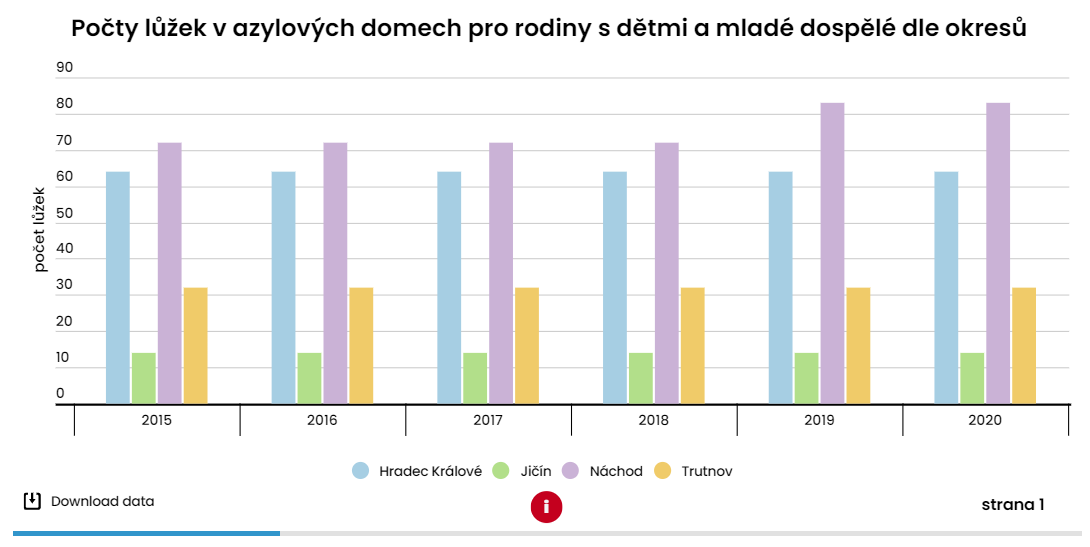 Počty lůžek v azylových domech pro rodiny s dětmi a mladé dospělé dle okresů
90
80
70
60
50
40
30
20
10
0
počet lůžek
2015 2016 2017 2018 2019 2020
Hradec Králové Jičín Náchod Trutnov
Download data
i
strana 1